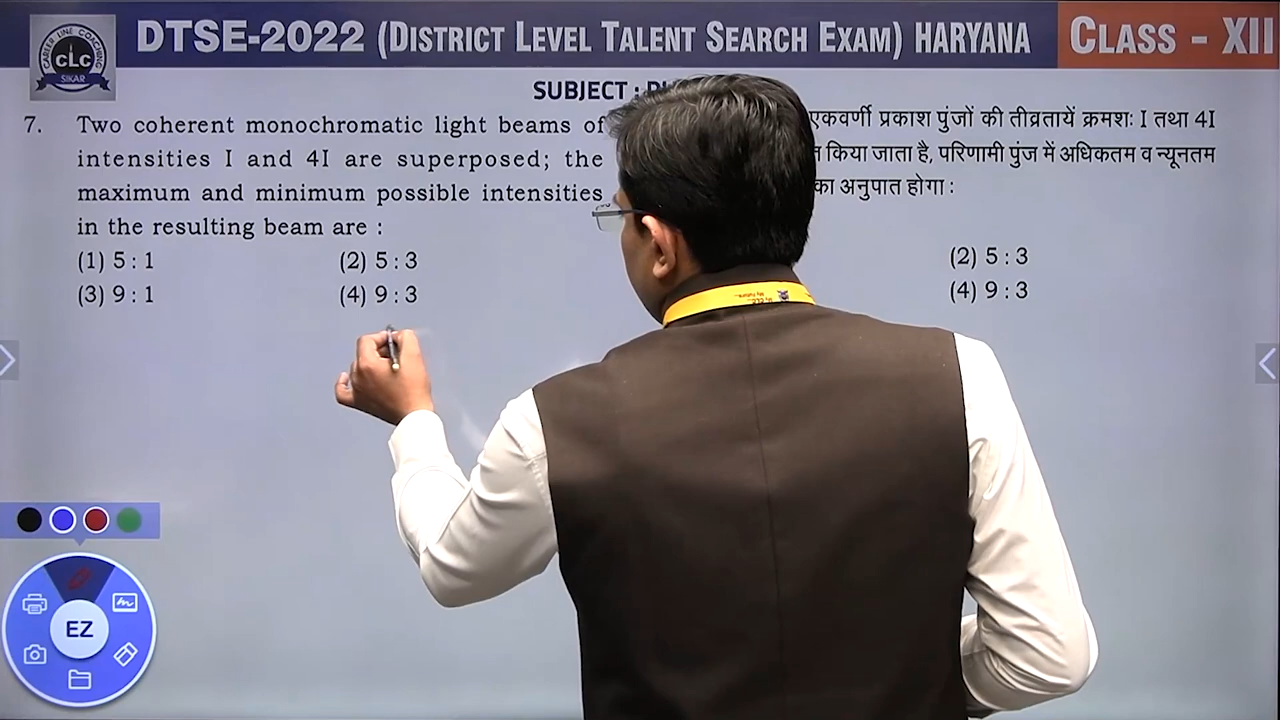 DTSE-2022 (DISTRICT LEVEL TALENT SEARCH EXAM) HARYANA
CLASS - XII
CAREER LINE COACHING
CLC
SIKAR
SUBJECT :
7. Two coherent monochromatic light beams of
intensities I and 4I are superposed; the
maximum and minimum possible intensities
in the resulting beam are :
(1) 5 : 1 (2) 5 : 3
(3) 9 : 1 (4) 9 : 3
एकवर्णी प्रकाश पुंजों की तीव्रतायें क्रमशः I तथा 4I
किया जाता है, परिणामी पुंज में अधिकतम व न्यूनतम
का अनुपात होगा :
(2) 5 : 3
(4) 9 : 3
EZ